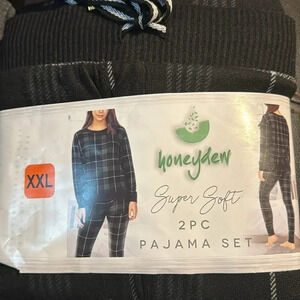 honeydew
XXL
Super Soft
2PC
PAJAMA SET